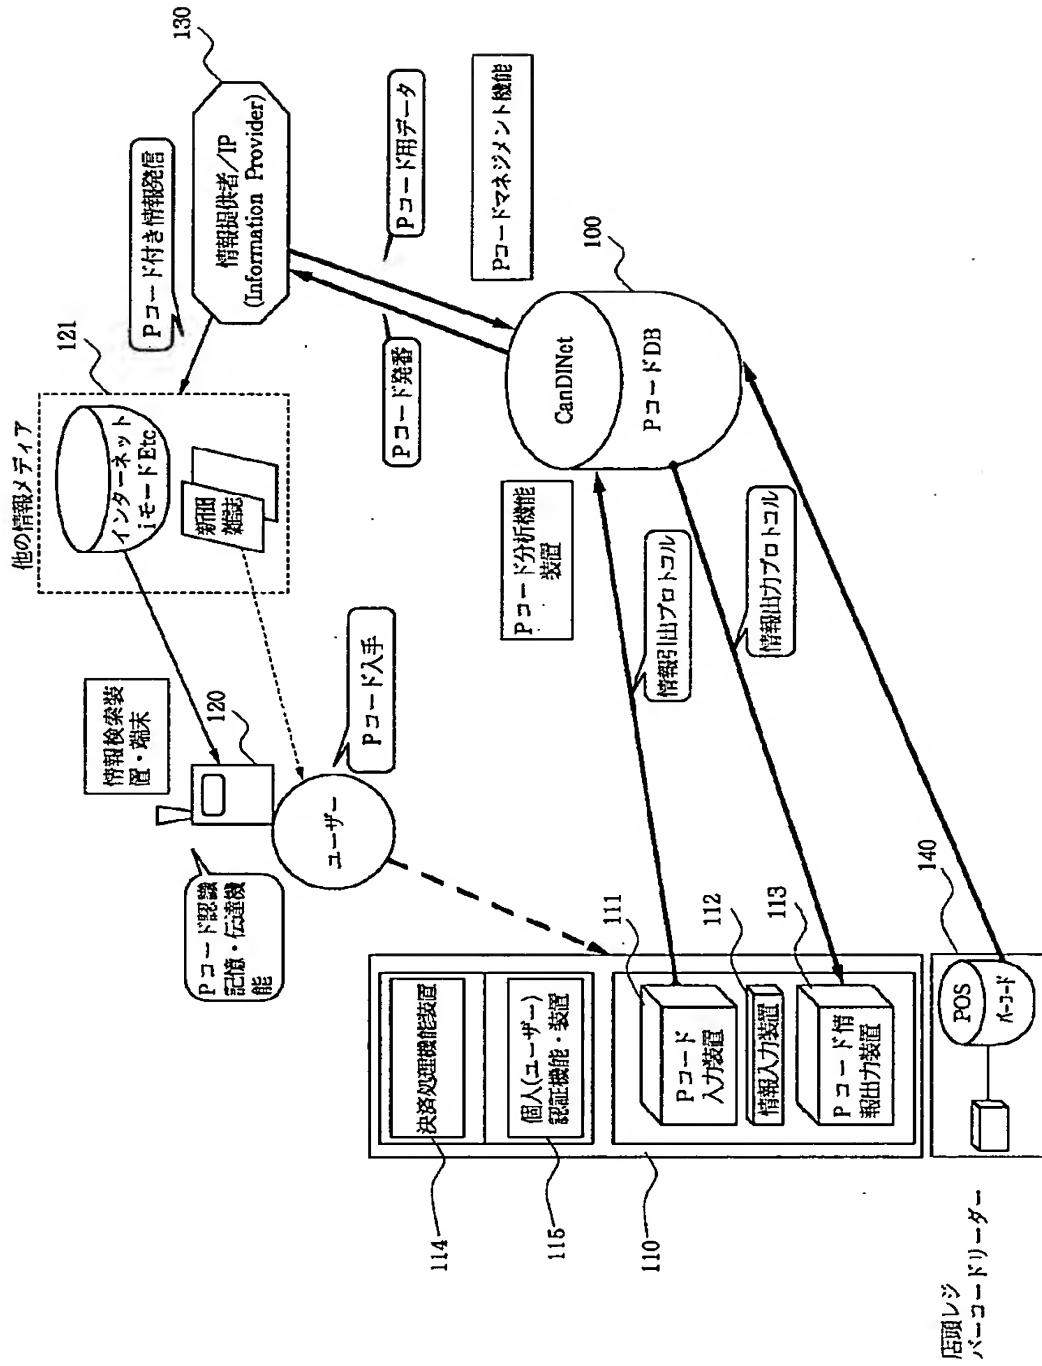 他の情報メディア
121
インターネット
iモードEtc
新聞
雑誌
Pコード付き情報発信
130
情報提供者/IP
(Information Provider)
情報検索装
置・端末
120
Pコード認識
記憶・伝達機
能
ユーザー
Pコード入手
Pコード発番
Pコード用データ
Pコードマネジメント機能
100
CanDINet
PコードDB
Pコード分析機能
装置
情報引出プロトコル
情報出力プロトコル
114
決済処理機能装置
115
個人(ユーザー)
認証機能・装置
110
111
Pコード
入力装置
112
情報入力装置
113
Pコード情
報出力装置
140
POS
バーコード
店頭レジ
バーコードリーダー